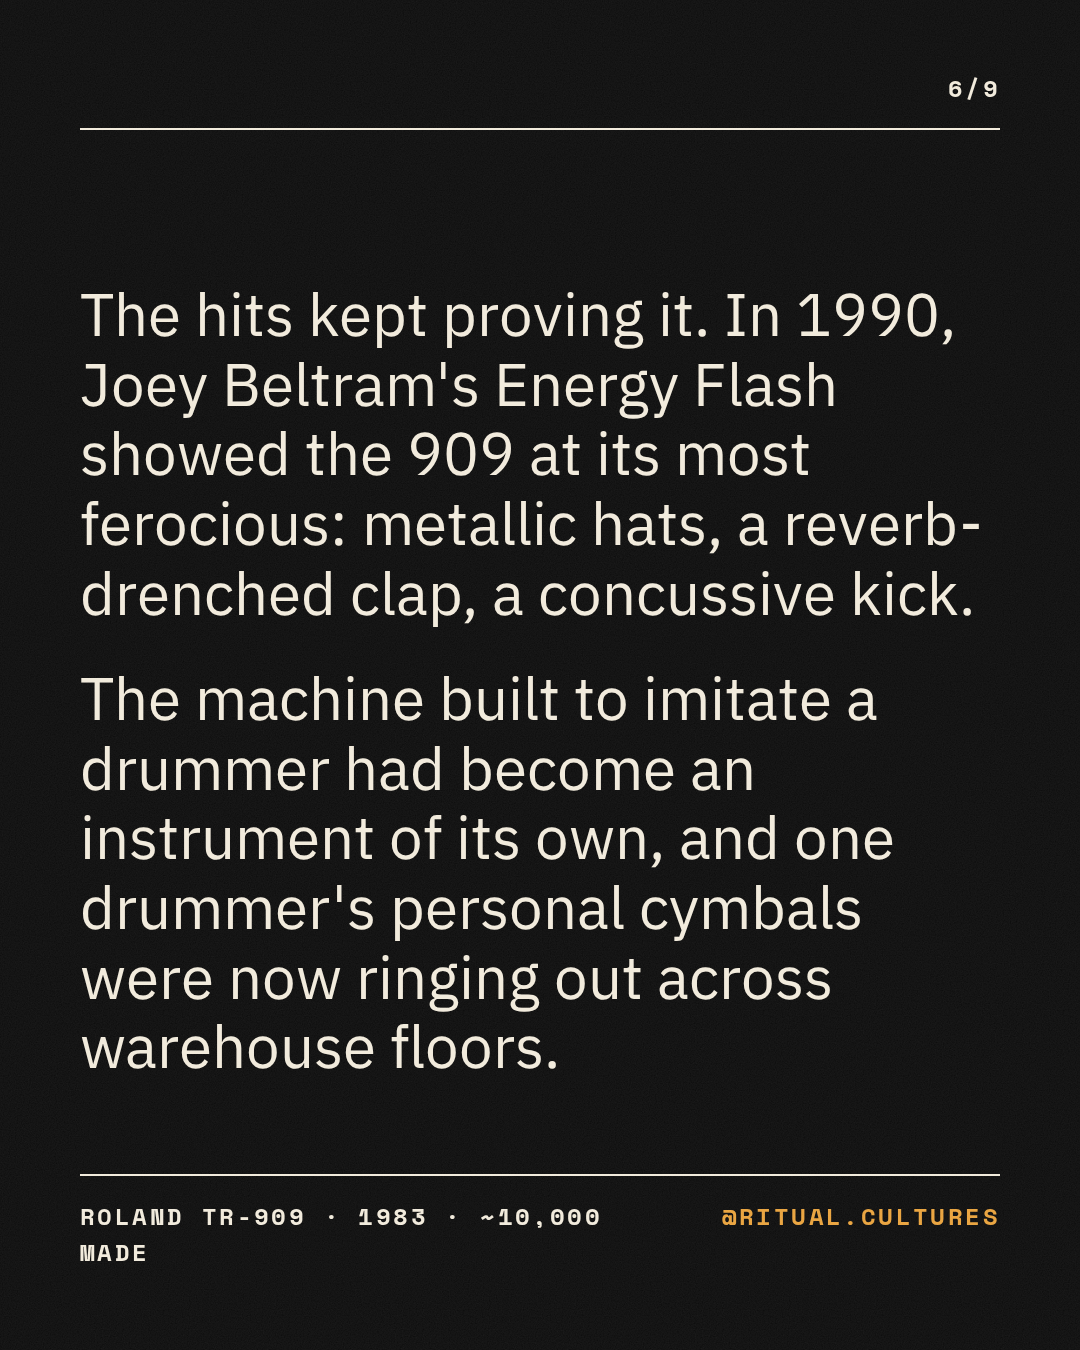 6/9
The hits kept proving it. In 1990,
Joey Beltram's Energy Flash
showed the 909 at its most
ferocious: metallic hats, a reverb-
drenched clap, a concussive kick.
The machine built to imitate a
drummer had become an
instrument of its own, and one
drummer's personal cymbals
were now ringing out across
warehouse floors.
ROLAND TR-909 · 1983 · ~10,000
MADE
@RITUAL.CULTURES